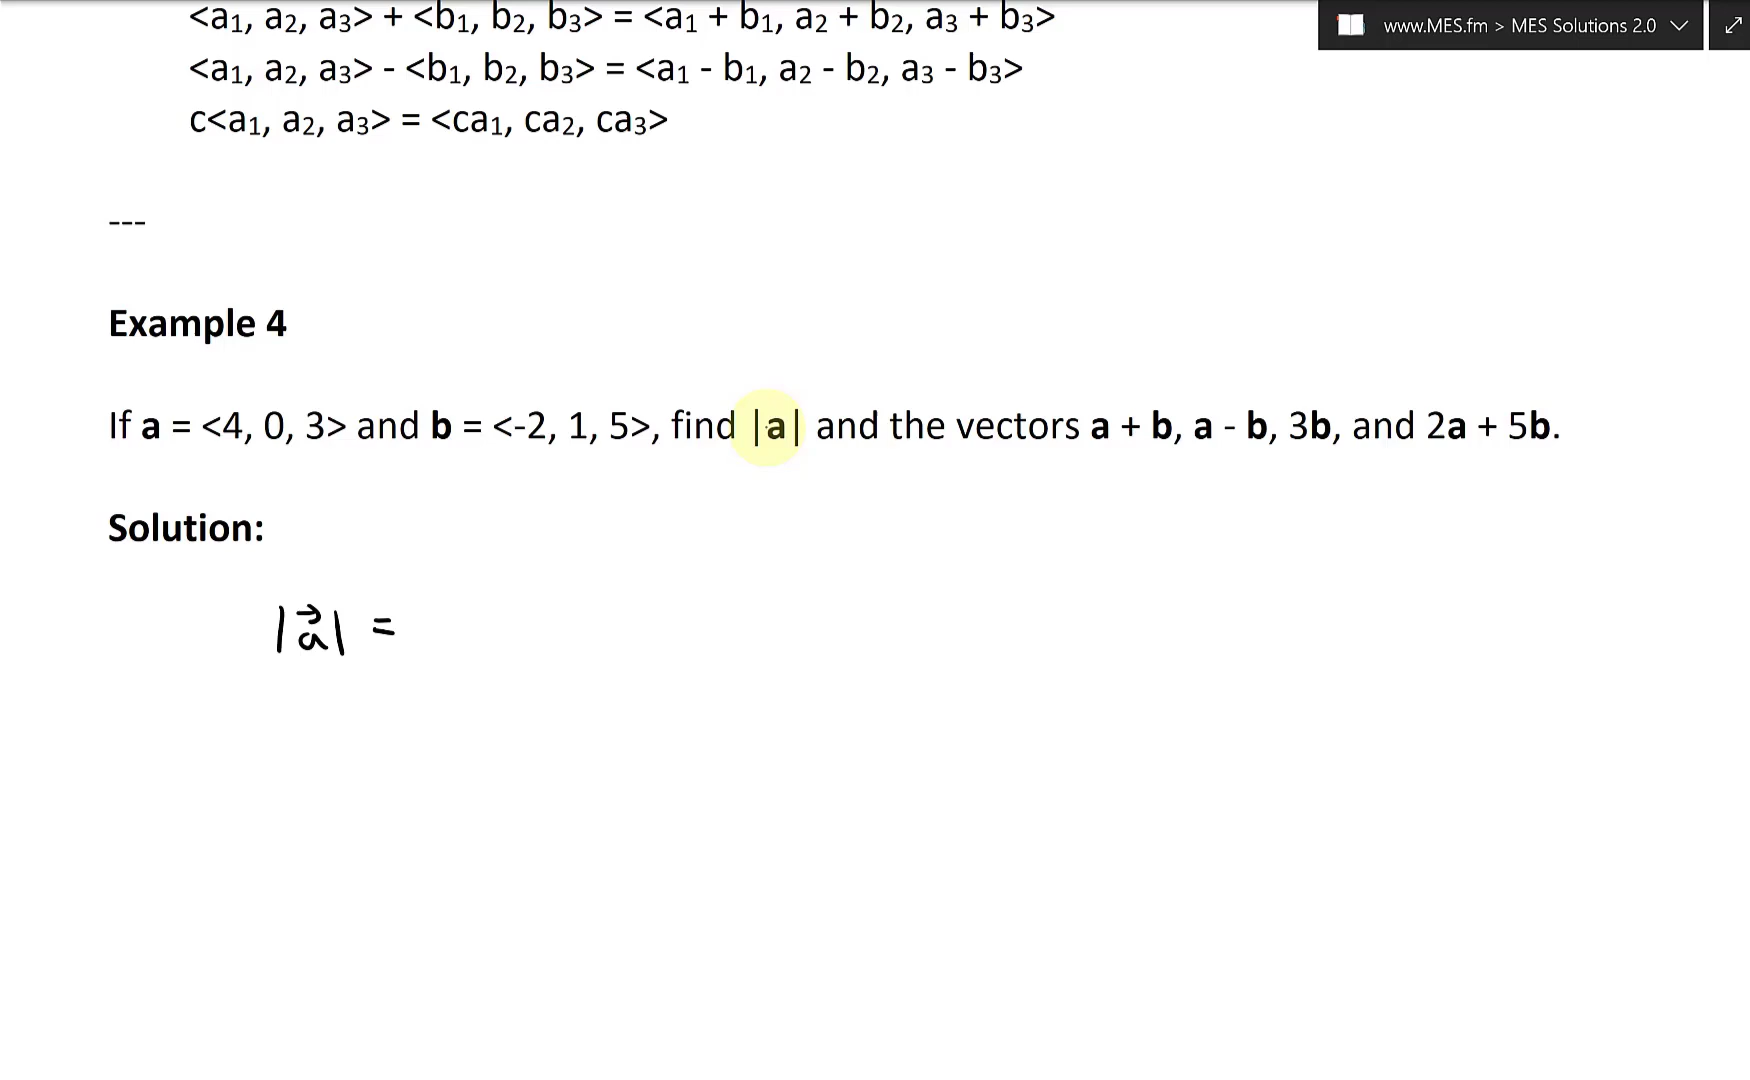 <a₁, a₂, a₃> + <b₁, b₂, b₃> = <a₁ + b₁, a₂ + b₂, a₃ + b₃>
www.MES.fm > MES Solutions 2.0
<a₁, a₂, a₃> - <b₁, b₂, b₃> = <a₁ - b₁, a₂ - b₂, a₃ - b₃>
c<a₁, a₂, a₃> = <ca₁, ca₂, ca₃>
---
Example 4
If a = <4, 0, 3> and b = <-2, 1, 5>, find |a| and the vectors a + b, a - b, 3b, and 2a + 5b.
Solution:
|a⃗| =